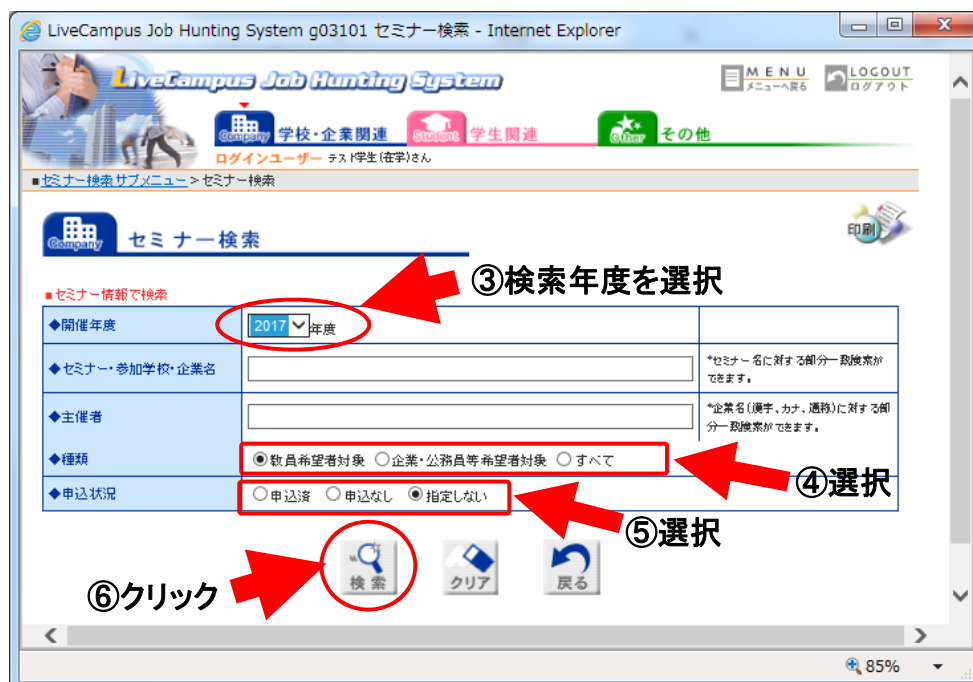 LiveCampus Job Hunting System g03101 セミナー検索 - Internet Explorer
LiveCampus Job Hunting System
MENU
メニューへ戻る
LOGOUT
ログアウト
Company 学校・企業関連 Student 学生関連 Other その他
ログインユーザー テスト学生(在学)さん
■セミナー検索サブメニュー > セミナー検索
Company セミナー検索
印刷
③検索年度を選択
■セミナー情報で検索
◆開催年度 2017 年度
◆セミナー・参加学校・企業名
*セミナー名に対する部分一致検索が
できます。
◆主催者
*企業名(漢字、カナ、通称)に対する部
分一致検索ができます。
◆種類 教員希望者対象 企業・公務員等希望者対象 すべて
④選択
◆申込状況 申込済 申込なし 指定しない
⑤選択
検索 クリア 戻る
⑥クリック
85%